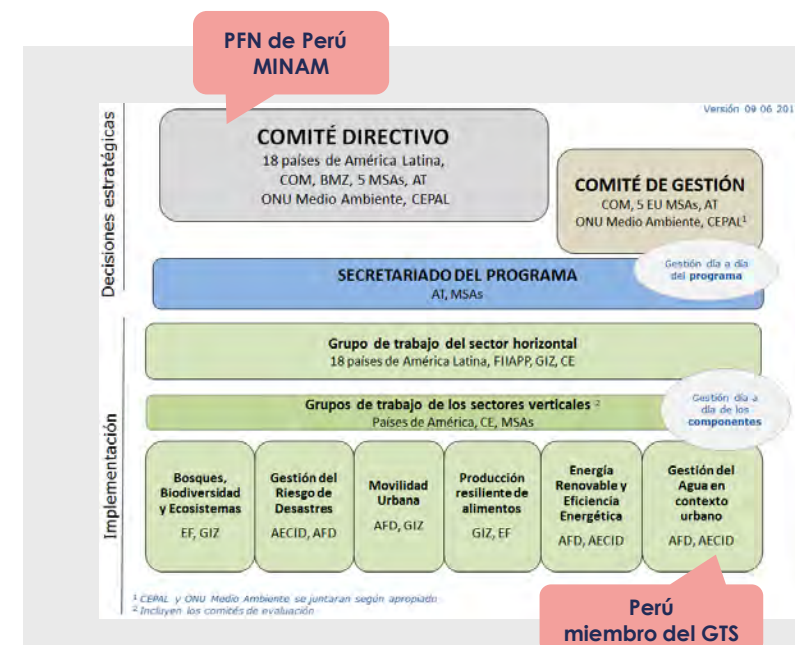 PFN de Perú
MINAM
Versión 09 06 201
Decisiones estratégicas
COMITÉ DIRECTIVO
18 países de América Latina,
COM, BMZ, 5 MSAs, AT
ONU Medio Ambiente, CEPAL
COMITÉ DE GESTIÓN
COM, 5 EU MSAs, AT
ONU Medio Ambiente, CEPAL¹
Gestión día a día
del programa
SECRETARIADO DEL PROGRAMA
AT, MSAs
Implementación
Grupo de trabajo del sector horizontal
18 países de América Latina, FIIAPP, GIZ, CE
Grupos de trabajo de los sectores verticales ²
Países de América, CE, MSAs
Gestión día a
día de los
componentes
Bosques,
Biodiversidad
y Ecosistemas
EF, GIZ
Gestión del
Riesgo de
Desastres
AECID, AFD
Movilidad
Urbana
AFD, GIZ
Producción
resiliente de
alimentos
GIZ, EF
Energía
Renovable y
Eficiencia
Energética
AFD, AECID
Gestión del
Agua en
contexto
urbano
AFD, AECID
¹ CEPAL y ONU Medio Ambiente se juntaran según apropiado
² Incluyen los comités de evaluación
Perú
miembro del GTS